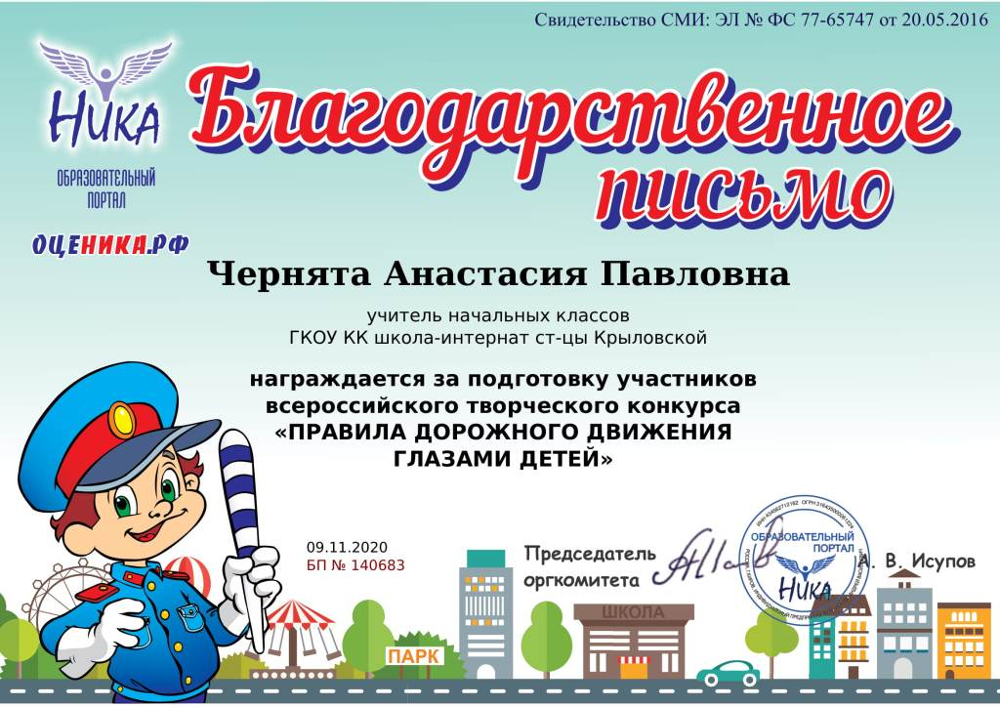 Свидетельство СМИ: ЭЛ № ФС 77-65747 от 20.05.2016
Ника
ОБРАЗОВАТЕЛЬНЫЙ
ПОРТАЛ
ОЦЕНИКА.РФ
Благодарственное
письмо
Чернята Анастасия Павловна
учитель начальных классов
ГКОУ КК школа-интернат ст-цы Крыловской
награждается за подготовку участников
всероссийского творческого конкурса
«ПРАВИЛА ДОРОЖНОГО ДВИЖЕНИЯ
ГЛАЗАМИ ДЕТЕЙ»
09.11.2020
БП № 140683
Председатель
оргкомитета
А. В. Исупов
ОБРАЗОВАТЕЛЬНЫЙ
ПОРТАЛ
Ника
ШКОЛА
ПАРК